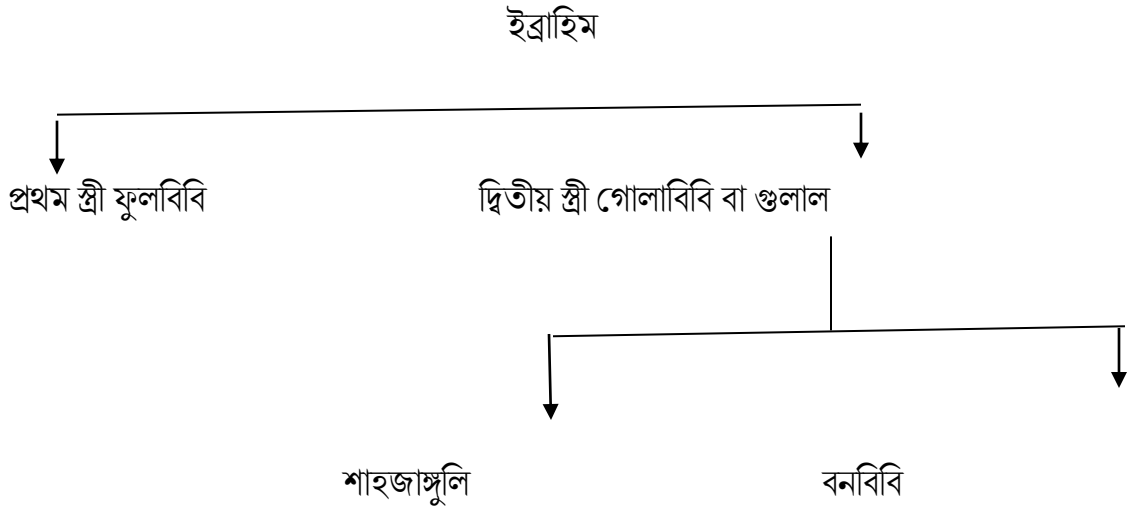 ইব্রাহিম
প্রথম স্ত্রী ফুলবিবি
দ্বিতীয় স্ত্রী গোলাবিবি বা গুলাল
শাহজাঙ্গুলি
বনবিবি